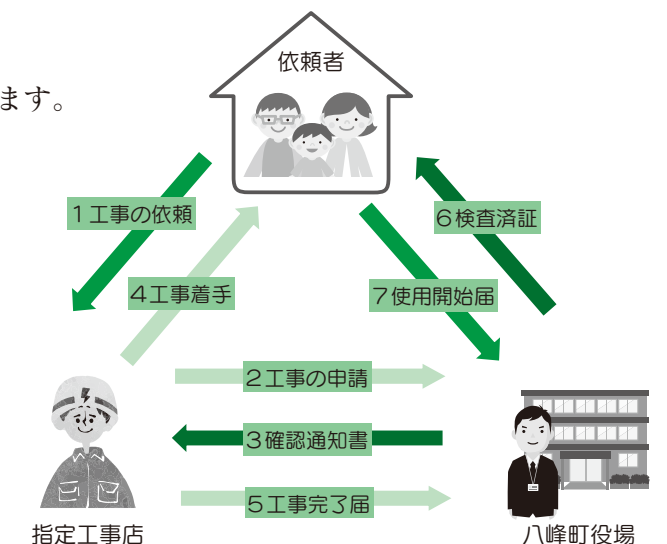 依頼者
ます。
1工事の依頼
6検査済証
4工事着手
7使用開始届
2工事の申請
3確認通知書
5工事完了届
指定工事店
八峰町役場